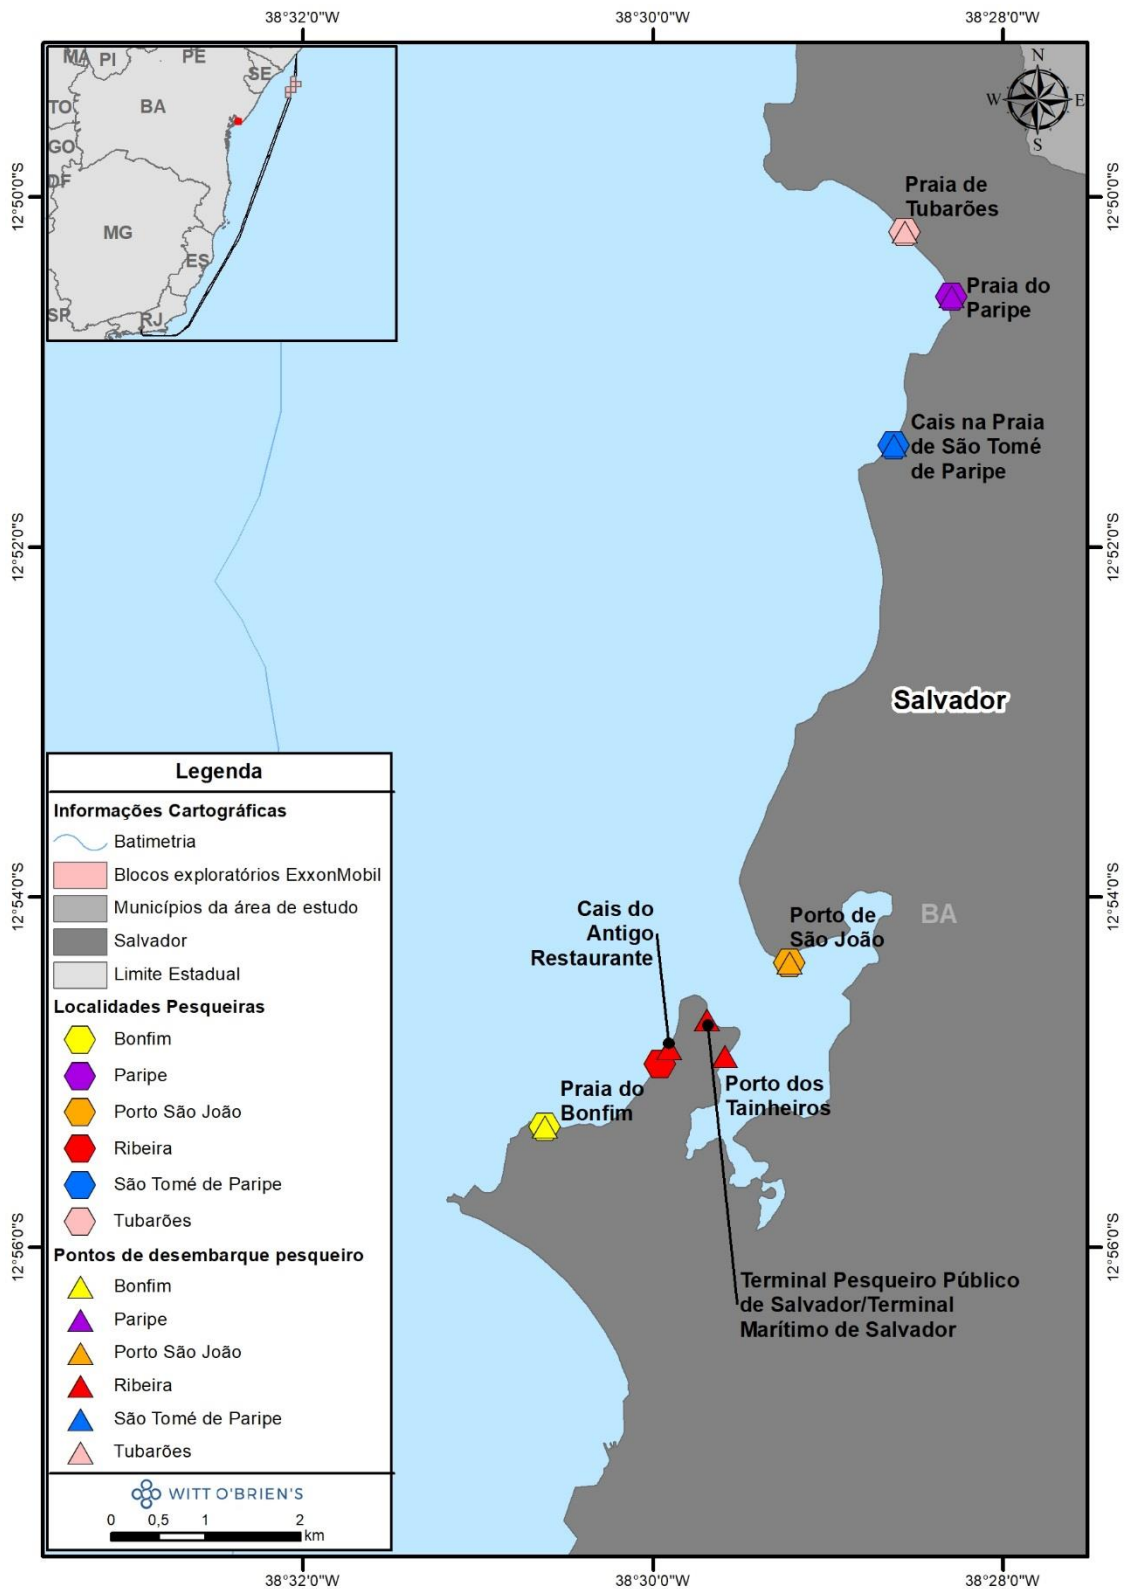 38°32'0"W
38°30'0"W
38°28'0"W
MA
PI
PE
SE
TO
BA
GO
DF
MG
ES
SP
RJ
N
W
E
S
12°50'0"S
12°50'0"S
Praia de
Tubarões
Praia do
Paripe
Cais na Praia
de São Tomé
de Paripe
12°52'0"S
12°52'0"S
Salvador
12°54'0"S
12°54'0"S
BA
Cais do
Antigo
Restaurante
Porto de
São João
Praia do
Bonfim
Porto dos
Tainheiros
12°56'0"S
12°56'0"S
Terminal Pesqueiro Público
de Salvador/Terminal
Marítimo de Salvador
Legenda
Informações Cartográficas
Batimetria
Blocos exploratórios ExxonMobil
Municípios da área de estudo
Salvador
Limite Estadual
Localidades Pesqueiras
Bonfim
Paripe
Porto São João
Ribeira
São Tomé de Paripe
Tubarões
Pontos de desembarque pesqueiro
Bonfim
Paripe
Porto São João
Ribeira
São Tomé de Paripe
Tubarões
WITT O'BRIEN'S
0 0,5 1 2
km
38°32'0"W
38°30'0"W
38°28'0"W